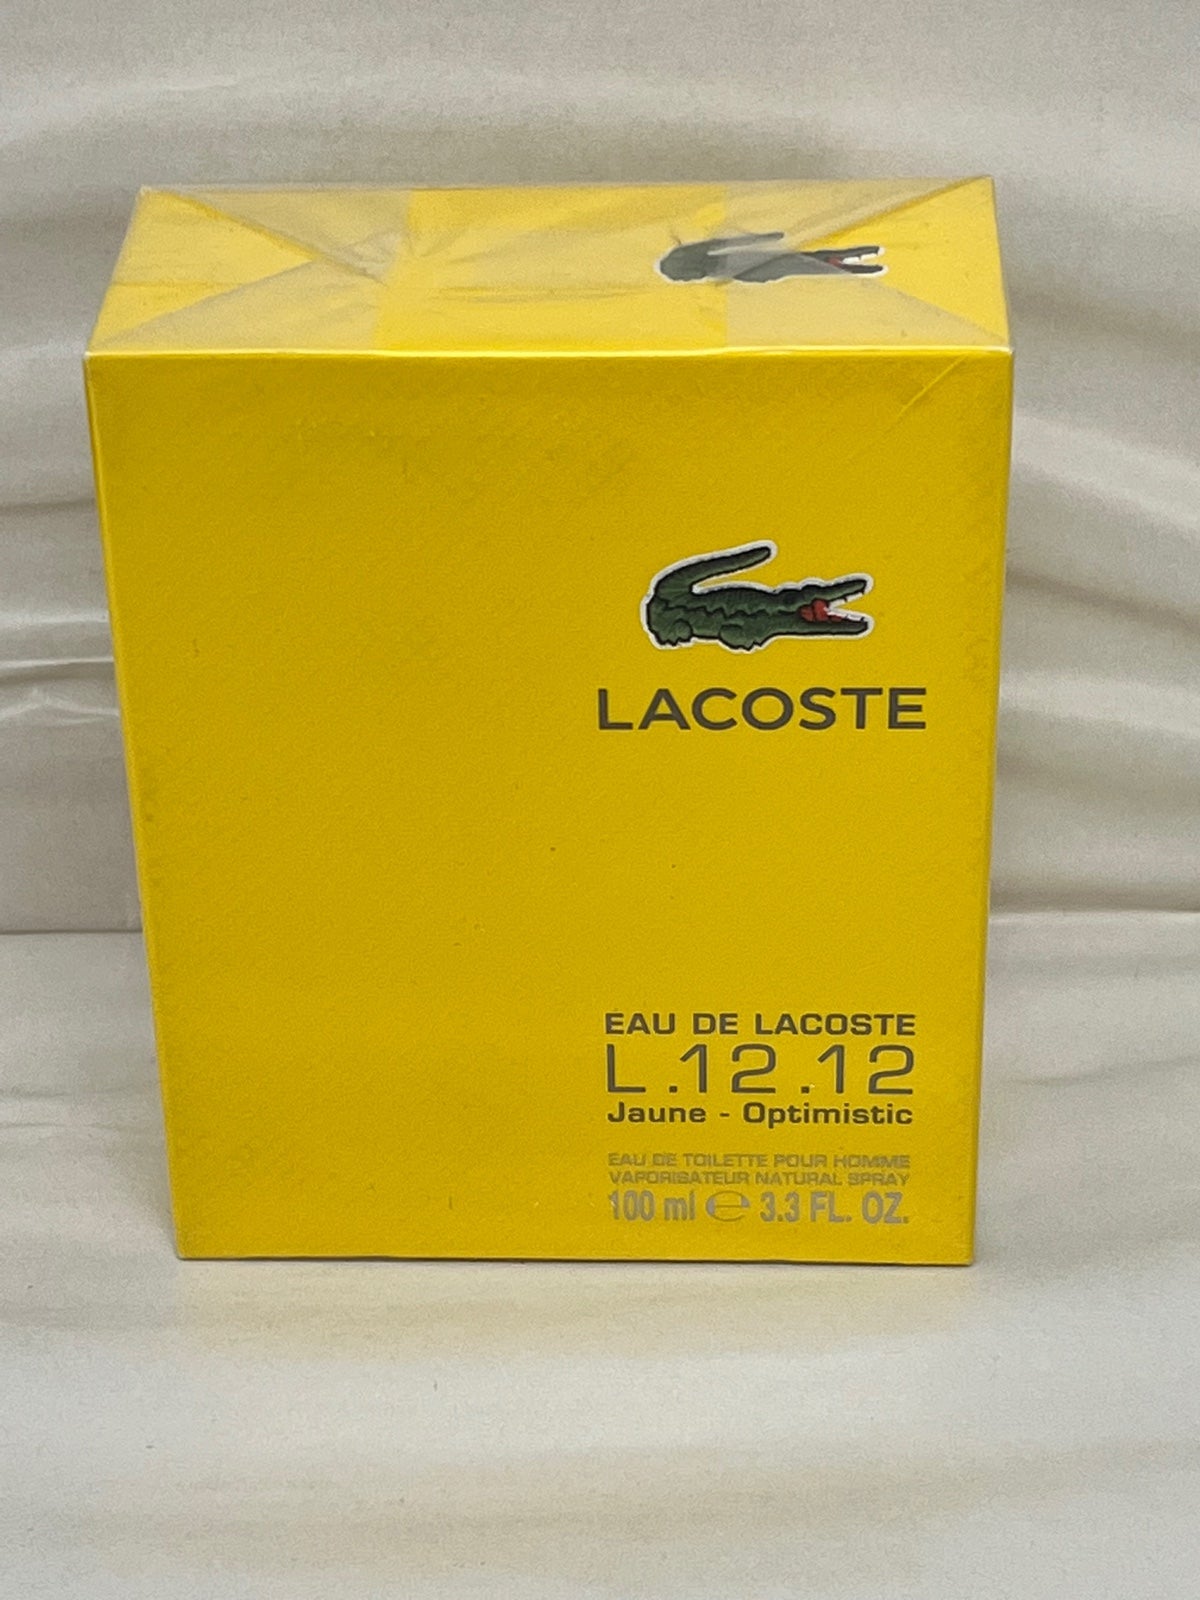 LACOSTE
EAU DE LACOSTE
L.12.12
Jaune - Optimistic
EAU DE TOILETTE POUR HOMME
VAPORISATEUR NATURAL SPRAY
100 ml ℮ 3.3 FL. OZ.